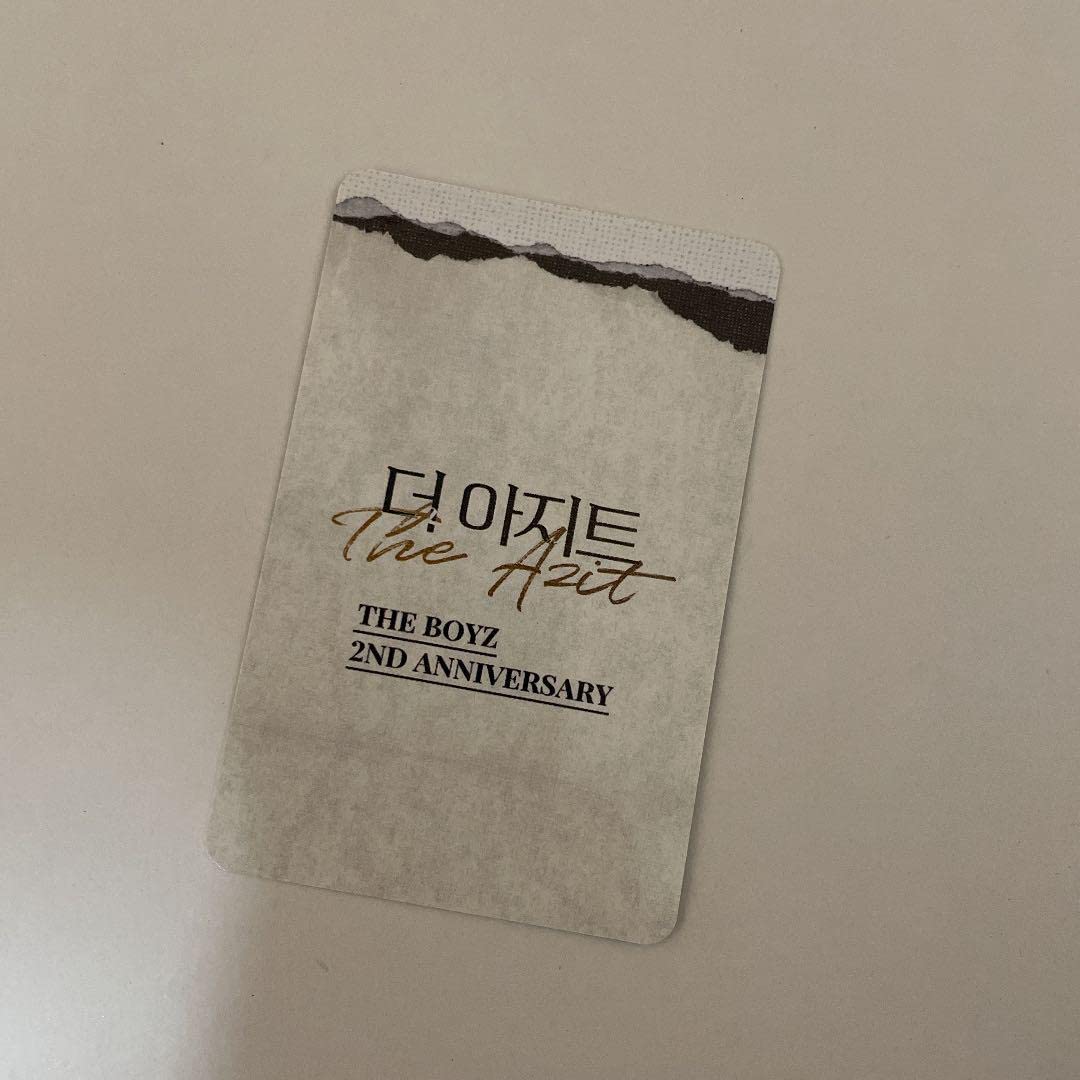 더 아지트
The Azit
THE BOYZ
2ND ANNIVERSARY